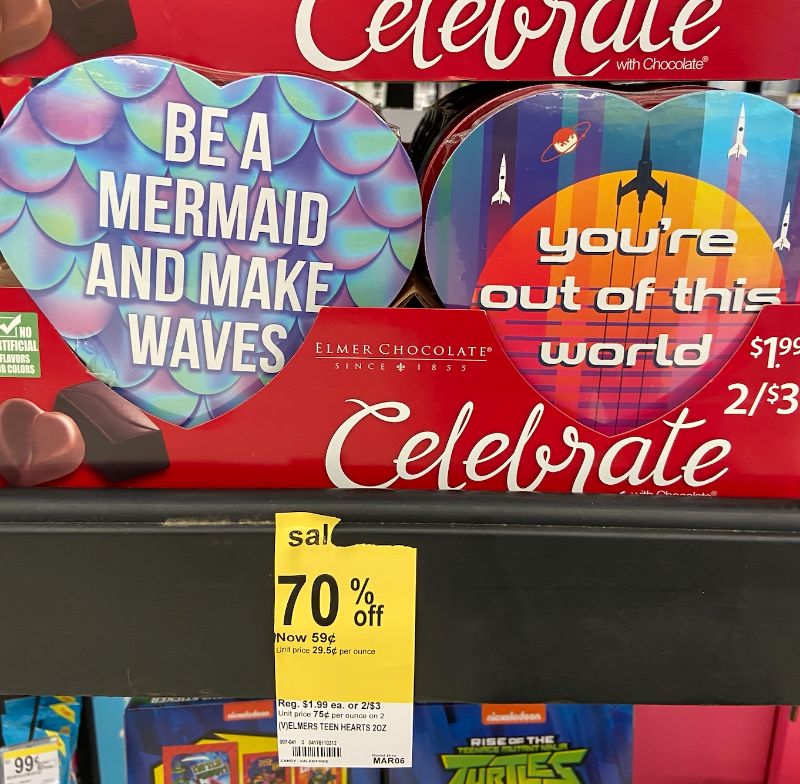 Celebrate
with Chocolate®
BE A
MERMAID
AND MAKE
WAVES
you're
out of this
world
NO
FLAVORS
ELMER CHOCOLATE®
SINCE 1855
$1.99
2/$3
Celebrate
with Chocolate®
sal
70 % off
Now 59¢
Unit price 29.5¢ per ounce
Reg. $1.99 ea. or 2/$3
Unit price 75¢ per ounce on 2
(V)ELMERS TEEN HEARTS 2OZ
CANDY - VALENTINES
MAR06
99¢
nickelodeon
nickelodeon
RISE OF THE
TEENAGE MUTANT NINJA
TURTLES